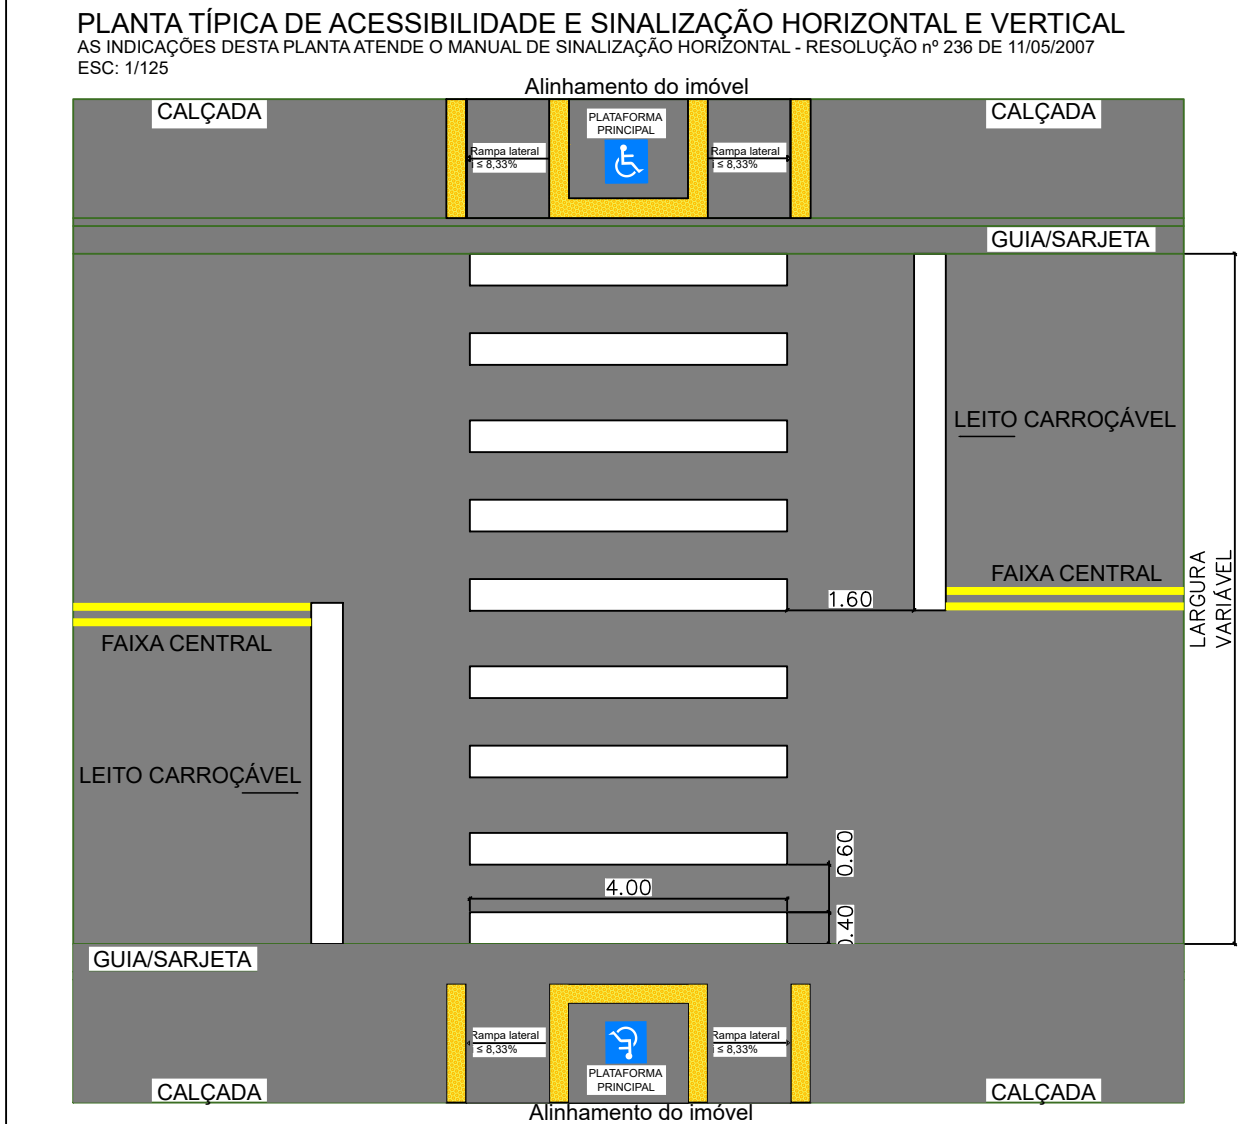 PLANTA TÍPICA DE ACESSIBILIDADE E SINALIZAÇÃO HORIZONTAL E VERTICAL
AS INDICAÇÕES DESTA PLANTA ATENDE O MANUAL DE SINALIZAÇÃO HORIZONTAL - RESOLUÇÃO nº 236 DE 11/05/2007
ESC: 1/125
Alinhamento do imóvel
CALÇADA
PLATAFORMA
PRINCIPAL
CALÇADA
Rampa lateral
i ≤ 8,33%
Rampa lateral
i ≤ 8,33%
GUIA/SARJETA
LEITO CARROÇÁVEL
FAIXA CENTRAL
1.60
LARGURA
VARIÁVEL
FAIXA CENTRAL
LEITO CARROÇÁVEL
0.60
4.00
0.40
GUIA/SARJETA
Rampa lateral
i ≤ 8,33%
Rampa lateral
i ≤ 8,33%
PLATAFORMA
PRINCIPAL
CALÇADA
CALÇADA
Alinhamento do imóvel